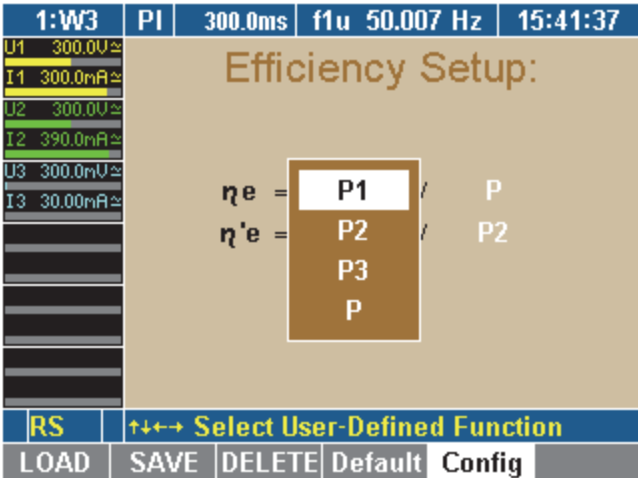 1:W3 PI 300.0ms f1u 50.007 Hz 15:41:37
U1 300.0V≃
I1 300.0mA≃
U2 300.0V≃
I2 390.0mA≃
U3 300.0mV≃
I3 30.00mA≃
Efficiency Setup:
ηe = P1 / P
η'e = P2 / P2
P3
P
RS ↑↓←→ Select User-Defined Function
LOAD SAVE DELETE Default Config